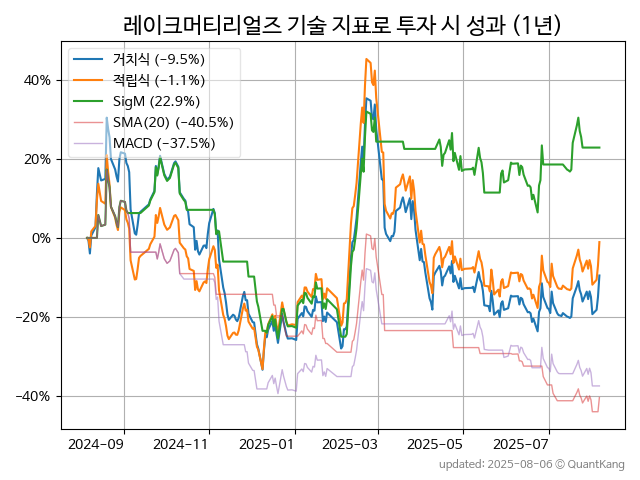 레이크머티리얼즈 기술 지표로 투자 시 성과 (1년)
거치식 (−9.5%)
적립식 (−1.1%)
SigM (22.9%)
SMA(20) (−40.5%)
MACD (−37.5%)
40%
20%
0%
−20%
−40%
2024-09 2024-11 2025-01 2025-03 2025-05 2025-07
updated: 2025-08-06 © QuantKang